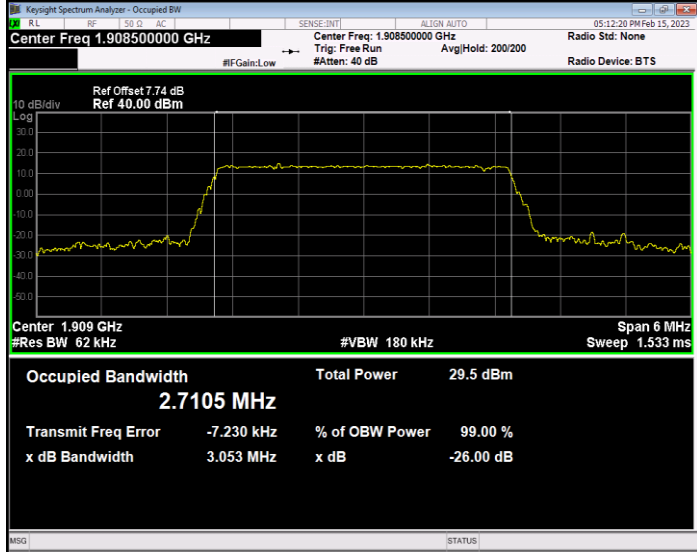 Keysight Spectrum Analyzer - Occupied BW
RL RF 50 Ω AC SENSE:INT ALIGN AUTO 05:12:20 PM Feb 15, 2023
Center Freq 1.908500000 GHz Center Freq: 1.908500000 GHz Radio Std: None
Trig: Free Run Avg|Hold: 200/200
#IFGain:Low #Atten: 40 dB Radio Device: BTS
Ref Offset 7.74 dB
10 dB/div Ref 40.00 dBm
Log
30.0
20.0
10.0
0.00
-10.0
-20.0
-30.0
-40.0
-50.0
Center 1.909 GHz Span 6 MHz
#Res BW 62 kHz #VBW 180 kHz Sweep 1.533 ms
Occupied Bandwidth Total Power 29.5 dBm
2.7105 MHz
Transmit Freq Error -7.230 kHz % of OBW Power 99.00 %
x dB Bandwidth 3.053 MHz x dB -26.00 dB
MSG STATUS